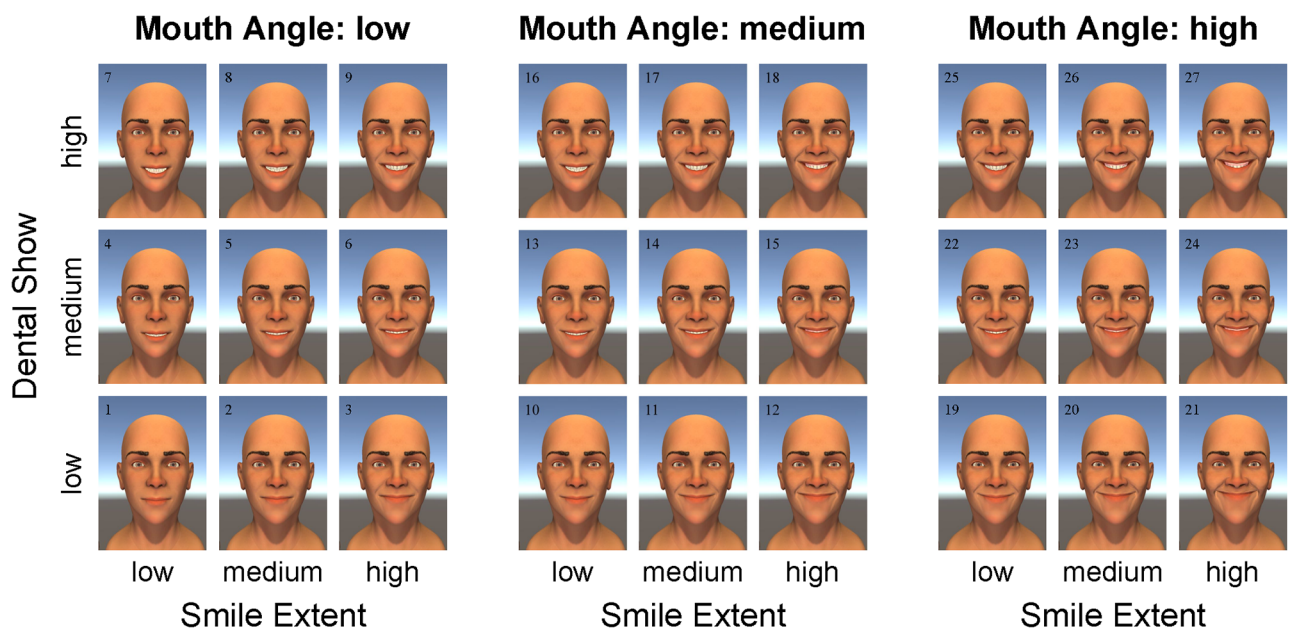 Mouth Angle: low
Mouth Angle: medium
Mouth Angle: high
Dental Show
high
7 8 9 16 17 18 25 26 27
medium
4 5 6 13 14 15 22 23 24
low
1 2 3 10 11 12 19 20 21
low medium high low medium high low medium high
Smile Extent
Smile Extent
Smile Extent